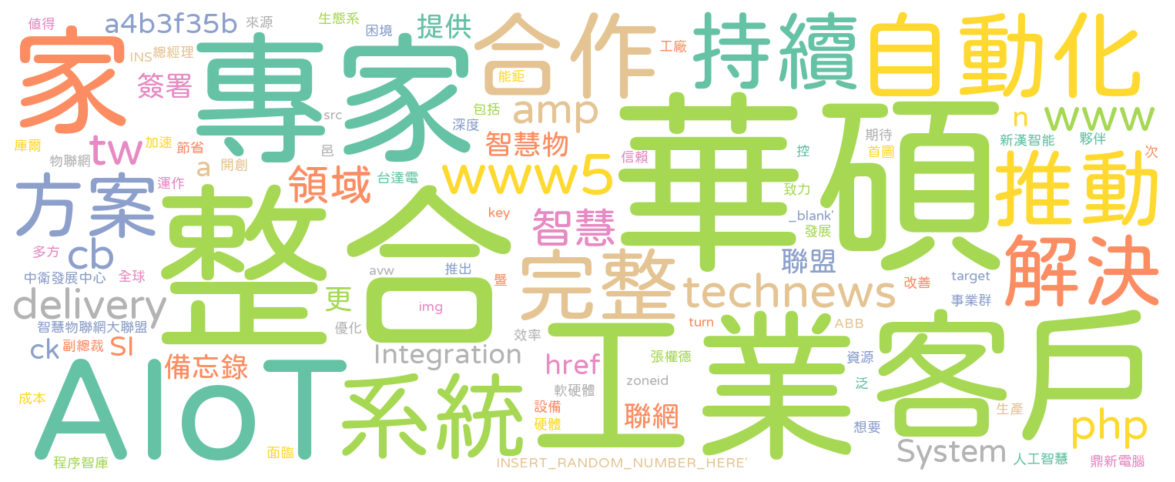 值得
a4b3f35b
來源
生態系
困境
提供
合作
工廠
持續
自動化
家
INS
總經理
簽署
專家
能鉅
src
包括
深度
amp
智慧物
信賴
華碩
期待
首圖
控
n
www
新漢智能
夥伴
次
庫爾
物聯網
tw
加速
節省
a
開創
邑
領域
台達電
www5
key
致力
推動
方案
運作
整合
智慧
_blank'
發展
聯盟
解決
多方
cb
中衛發展中心
全球
avw
推出
暨
完整
technews
改善
target
事業群
delivery
智慧物聯網大聯盟
更
優化
img
效率
turn
ABB
ck
副總裁
SI
備忘錄
Integration
href
工業
張權德
資源
客戶
AIoT
系統
軟硬體
zoneid
泛
成本
設備
硬體
聯網
想要
生產
php
程序智庫
面臨
INSERT_RANDOM_NUMBER_HERE'
System
人工智慧
鼎新電腦